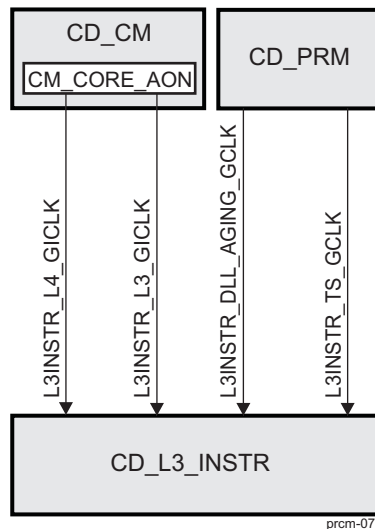 CD_CM
CM_CORE_AON
CD_PRM
L3INSTR_L4_GICLK
L3INSTR_L3_GICLK
L3INSTR_DLL_AGING_GCLK
L3INSTR_TS_GCLK
CD_L3_INSTR
prcm-07